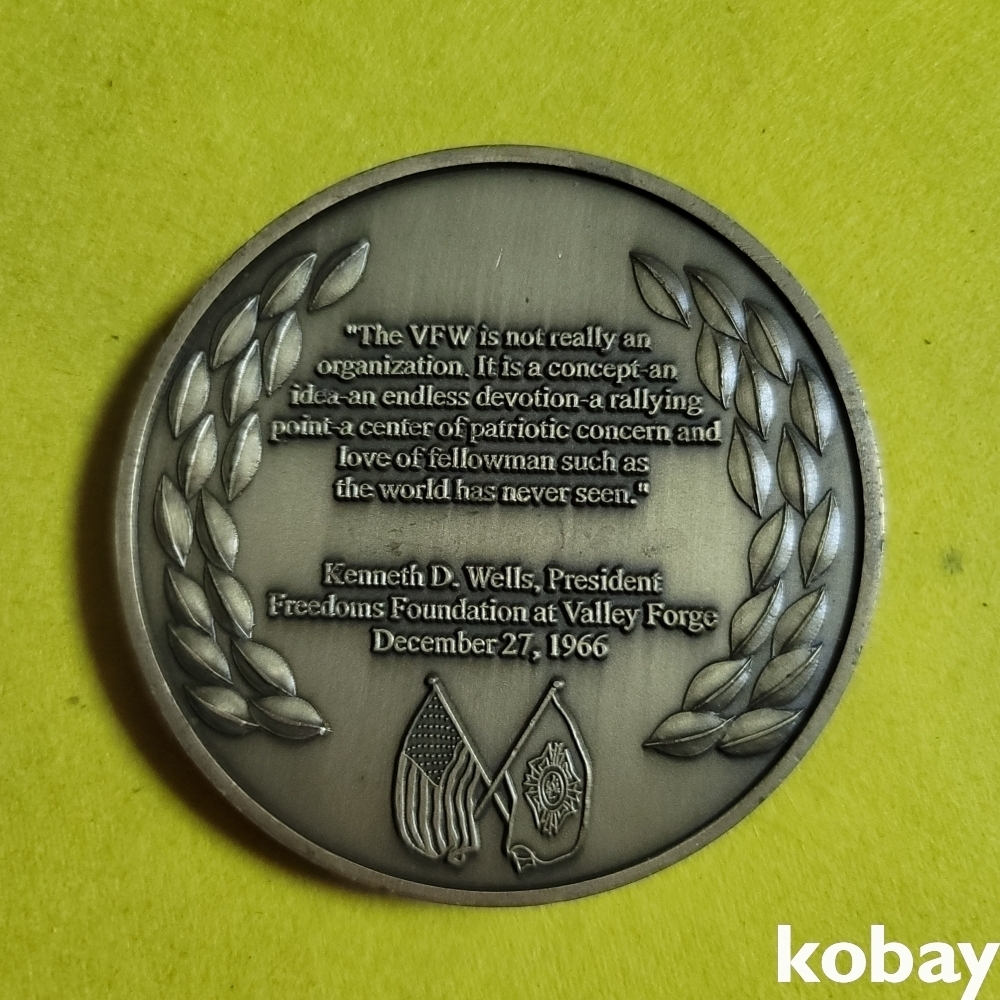 "The VFW is not really an
organization. It is a concept-an
idea-an endless devotion-a rallying
point-a center of patriotic concern and
love of fellowman such as
the world has never seen."
Kenneth D. Wells, President
Freedoms Foundation at Valley Forge
December 27, 1966
kobay